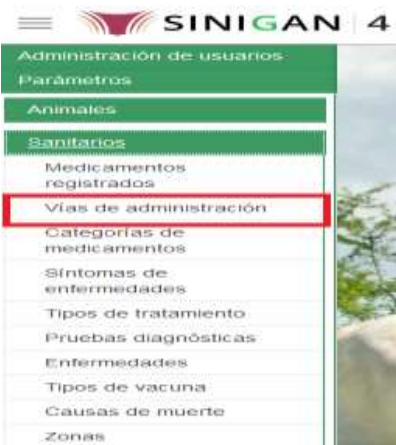 SINIGAN 4
Administración de usuarios
Parámetros
Animales
Sanitarios
Medicamentos
registrados
Vías de administración
Categorías de
medicamentos
Síntomas de
enfermedades
Tipos de tratamiento
Pruebas diagnósticas
Enfermedades
Tipos de vacuna
Causas de muerte
Zonas